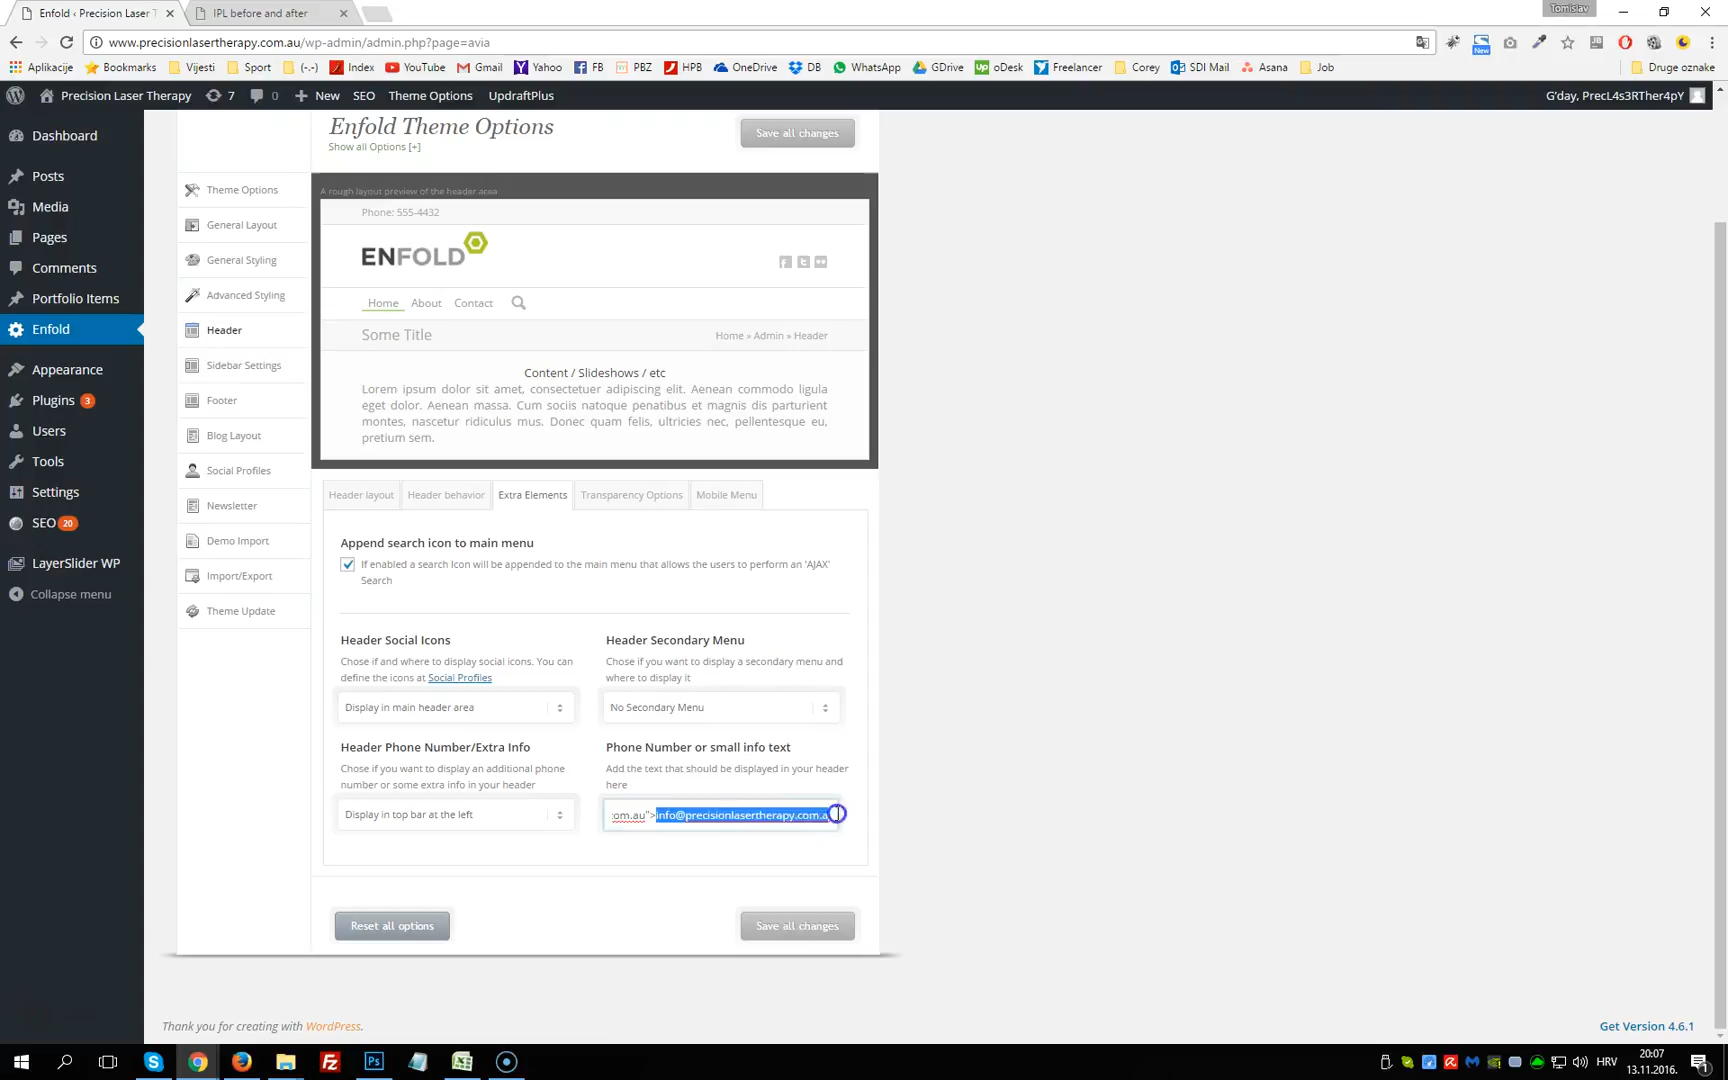 Enfold ‹ Precision Laser T
IPL before and after
Tomislav
www.precisionlasertherapy.com.au/wp-admin/admin.php?page=avia
New
Aplikacije
Bookmarks
Vijesti
Sport
(-.-)
Index
YouTube
Gmail
Yahoo
FB
PBZ
HPB
OneDrive
DB
WhatsApp
GDrive
oDesk
Freelancer
Corey
SDI Mail
Asana
Job
Druge oznake
Precision Laser Therapy
7
0
New
SEO
Theme Options
UpdraftPlus
G'day, PrecL4s3RTher4pY
Dashboard
Posts
Media
Pages
Comments
Portfolio Items
Enfold
Appearance
Plugins 3
Users
Tools
Settings
SEO 20
LayerSlider WP
Collapse menu
Enfold Theme Options
Show all Options [+]
Save all changes
Theme Options
General Layout
General Styling
Advanced Styling
Header
Sidebar Settings
Footer
Blog Layout
Social Profiles
Newsletter
Demo Import
Import/Export
Theme Update
A rough layout preview of the header area
Phone: 555-4432
ENFOLD
Home
About
Contact
Some Title
Home » Admin » Header
Content / Slideshows / etc
Lorem ipsum dolor sit amet, consectetuer adipiscing elit. Aenean commodo ligula
eget dolor. Aenean massa. Cum sociis natoque penatibus et magnis dis parturient
montes, nascetur ridiculus mus. Donec quam felis, ultricies nec, pellentesque eu,
pretium sem.
Header layout
Header behavior
Extra Elements
Transparency Options
Mobile Menu
Append search icon to main menu
If enabled a search Icon will be appended to the main menu that allows the users to perform an 'AJAX'
Search
Header Social Icons
Chose if and where to display social icons. You can
define the icons at Social Profiles
Display in main header area
Header Secondary Menu
Chose if you want to display a secondary menu and
where to display it
No Secondary Menu
Header Phone Number/Extra Info
Chose if you want to display an additional phone
number or some extra info in your header
Display in top bar at the left
Phone Number or small info text
Add the text that should be displayed in your header
here
om.au">info@precisionlasertherapy.com.a
Reset all options
Save all changes
Thank you for creating with WordPress.
Get Version 4.6.1
HRV
20:07
13.11.2016.
1